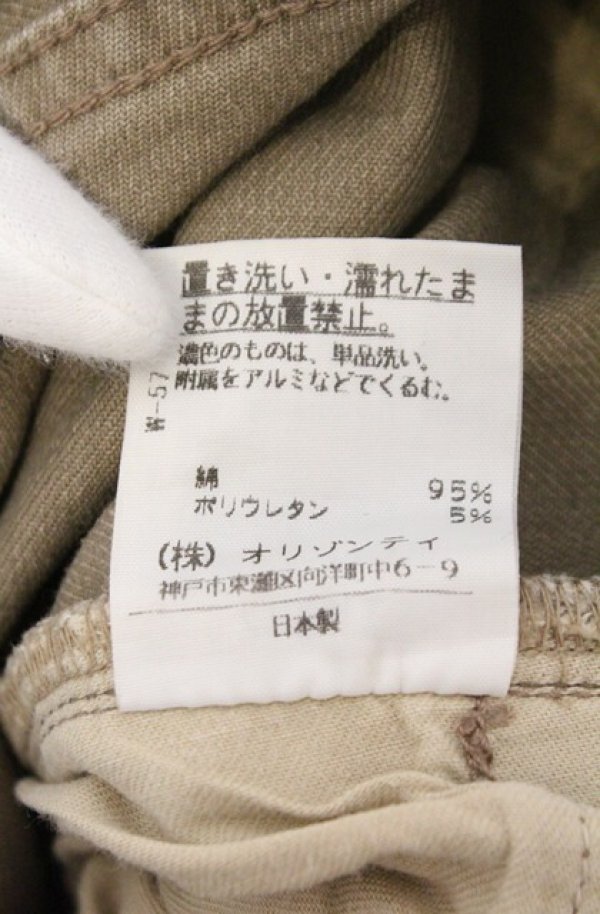 置き洗い・濡れたま
まの放置禁止。
濃色のものは、単品洗い。
附属をアルミなどでくるむ。
W-57
綿 95%
ポリウレタン 5%
(株) オリゾンティ
神戸市東灘区向洋町中6-9
日本製